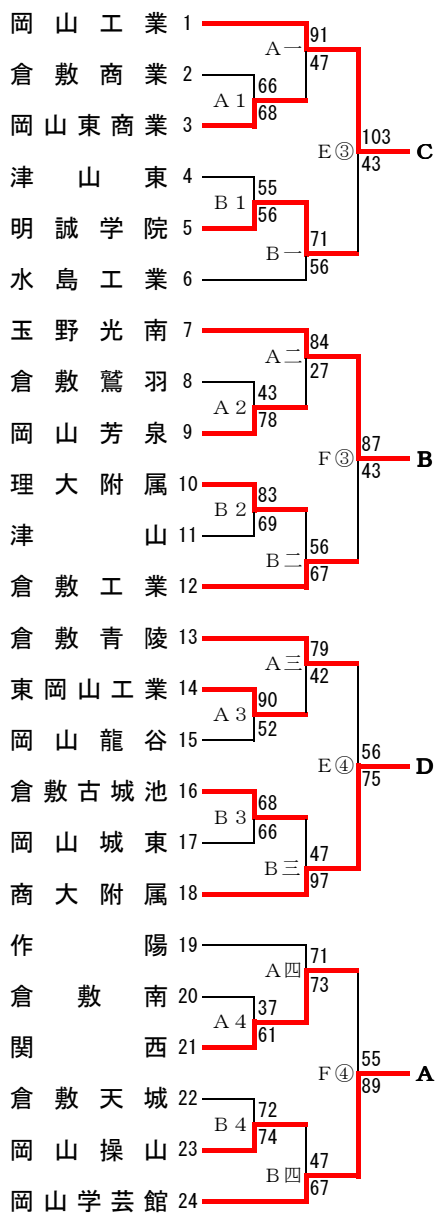 岡山工業 1
91
A一
47
倉敷商業 2
66
A1
68
岡山東商業 3
103
E③
43
C
津山東 4
55
B1
56
明誠学院 5
71
B一
56
水島工業 6
玉野光南 7
84
A二
27
倉敷鷲羽 8
43
A2
78
岡山芳泉 9
87
F③
43
B
理大附属 10
83
B2
69
津山 11
56
B二
67
倉敷工業 12
倉敷青陵 13
79
A三
42
東岡山工業 14
90
A3
52
岡山龍谷 15
56
E④
75
D
倉敷古城池 16
68
B3
66
岡山城東 17
47
B三
97
商大附属 18
作陽 19
71
A四
73
倉敷南 20
37
A4
61
関西 21
55
F④
89
A
倉敷天城 22
72
B4
74
岡山操山 23
47
B四
67
岡山学芸館 24